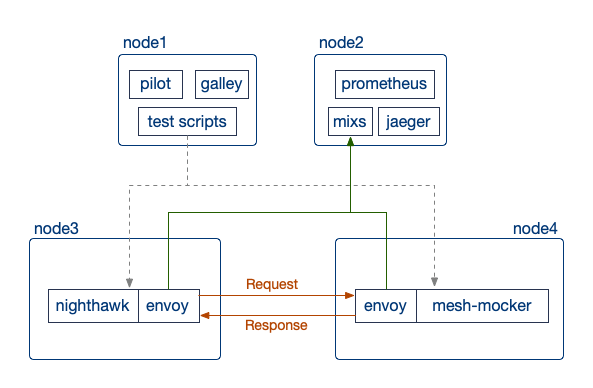 node1
node2
pilot
galley
prometheus
test scripts
mixs
jaeger
node3
node4
nighthawk
envoy
Request
Response
envoy
mesh-mocker